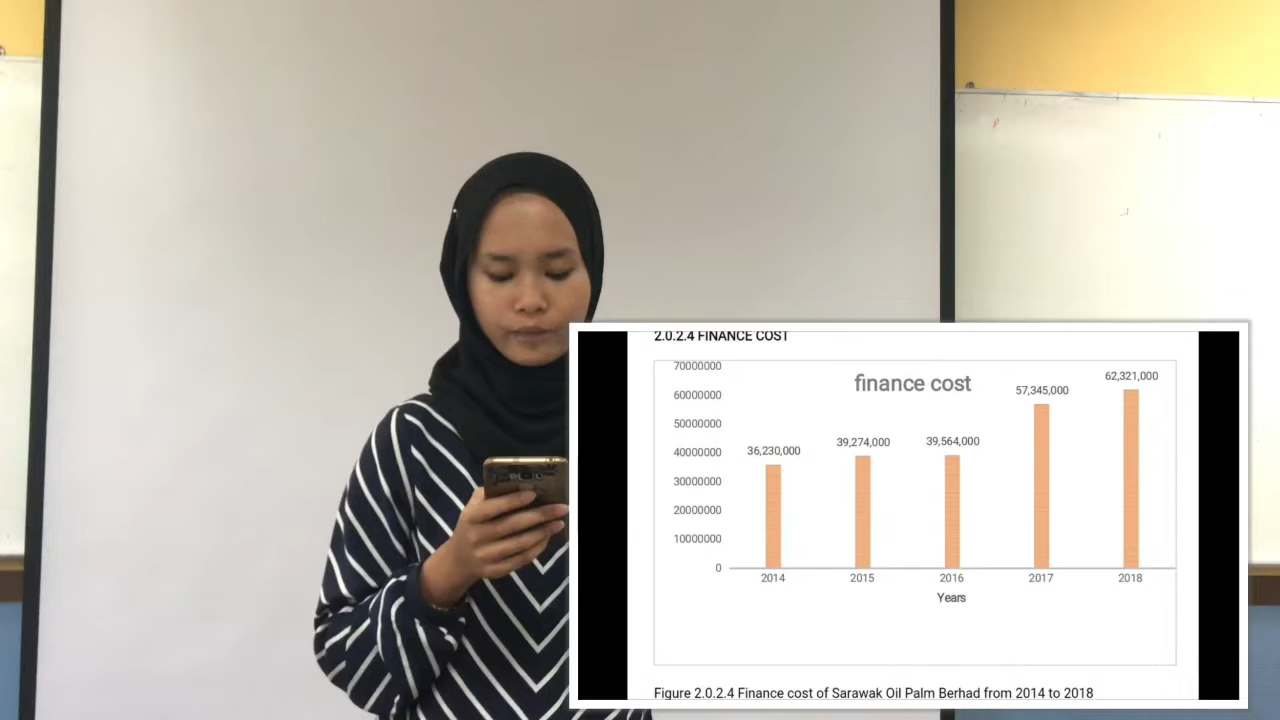 2.0.2.4 FINANCE COST
finance cost
70000000
60000000
50000000
40000000
30000000
20000000
10000000
0
36,230,000
39,274,000
39,564,000
57,345,000
62,321,000
2014 2015 2016 2017 2018
Years
Figure 2.0.2.4 Finance cost of Sarawak Oil Palm Berhad from 2014 to 2018